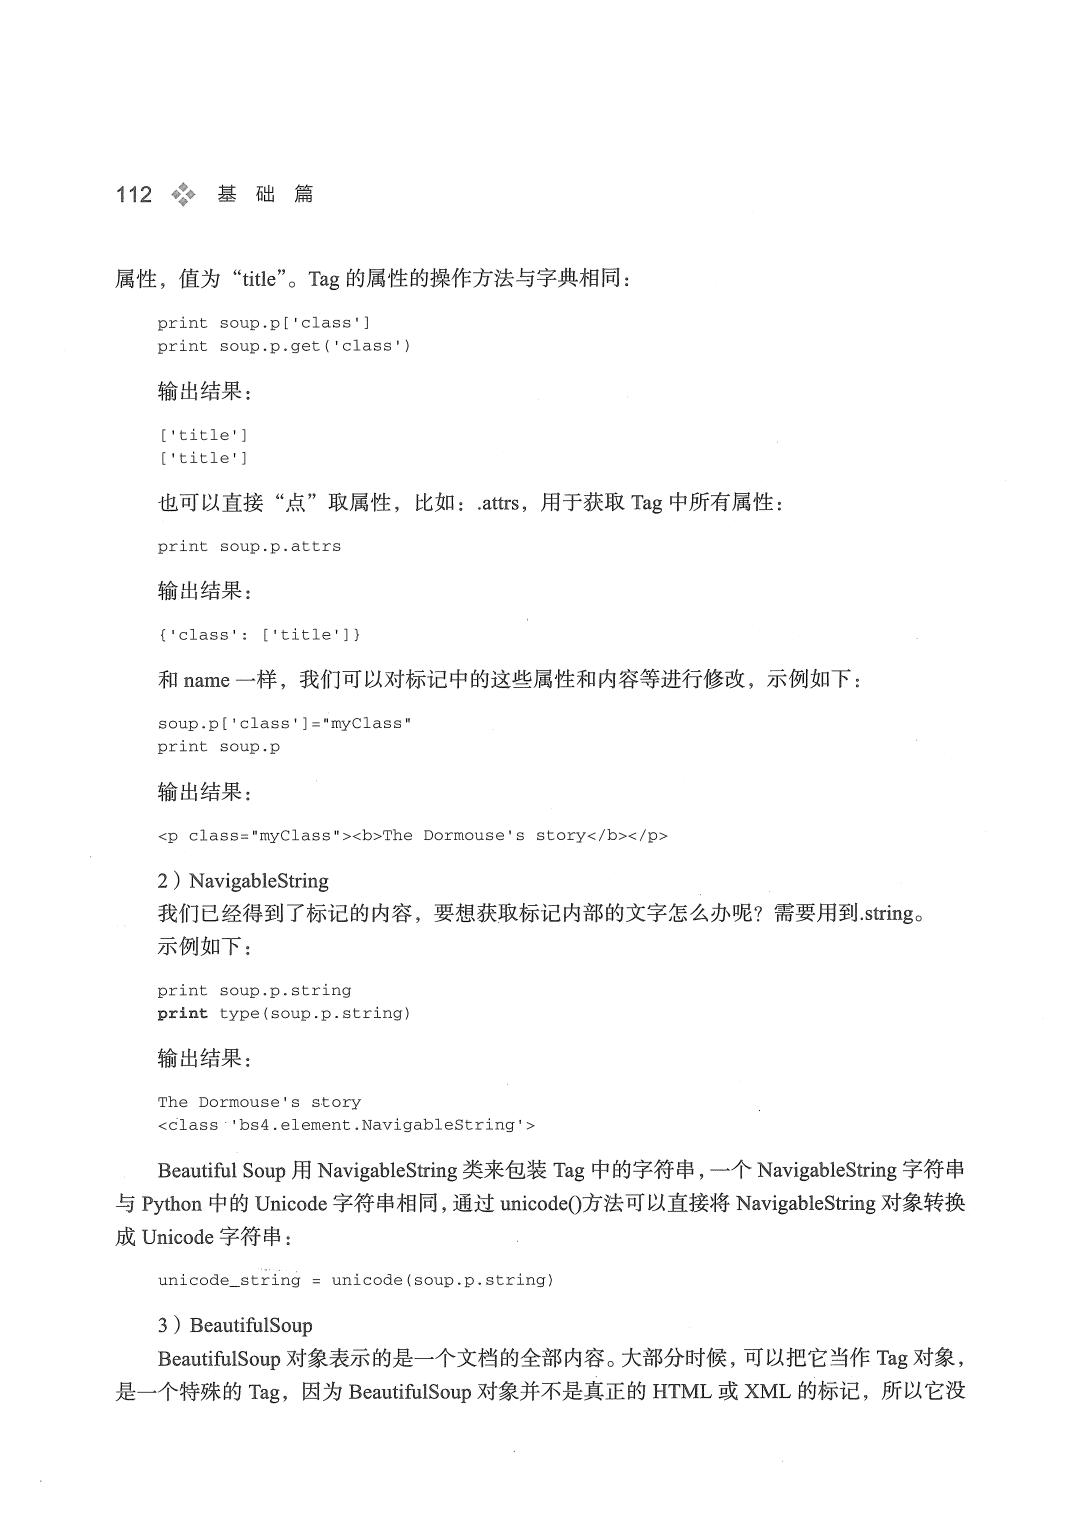 112 基 础 篇
属性，值为“title”。Tag 的属性的操作方法与字典相同：
print soup.p['class']
print soup.p.get('class')
输出结果：
['title']
['title']
也可以直接“点”取属性，比如：.attrs，用于获取 Tag 中所有属性：
print soup.p.attrs
输出结果：
{'class': ['title']}
和 name 一样，我们可以对标记中的这些属性和内容等进行修改，示例如下：
soup.p['class']="myClass"
print soup.p
输出结果：
<p class="myClass"><b>The Dormouse's story</b></p>
2）NavigableString
我们已经得到了标记的内容，要想获取标记内部的文字怎么办呢？需要用到.string。
示例如下：
print soup.p.string
print type(soup.p.string)
输出结果：
The Dormouse's story
<class 'bs4.element.NavigableString'>
Beautiful Soup 用 NavigableString 类来包装 Tag 中的字符串，一个 NavigableString 字符串
与 Python 中的 Unicode 字符串相同，通过 unicode()方法可以直接将 NavigableString 对象转换
成 Unicode 字符串：
unicode_string = unicode(soup.p.string)
3）BeautifulSoup
BeautifulSoup 对象表示的是一个文档的全部内容。大部分时候，可以把它当作 Tag 对象，
是一个特殊的 Tag，因为 BeautifulSoup 对象并不是真正的 HTML 或 XML 的标记，所以它没